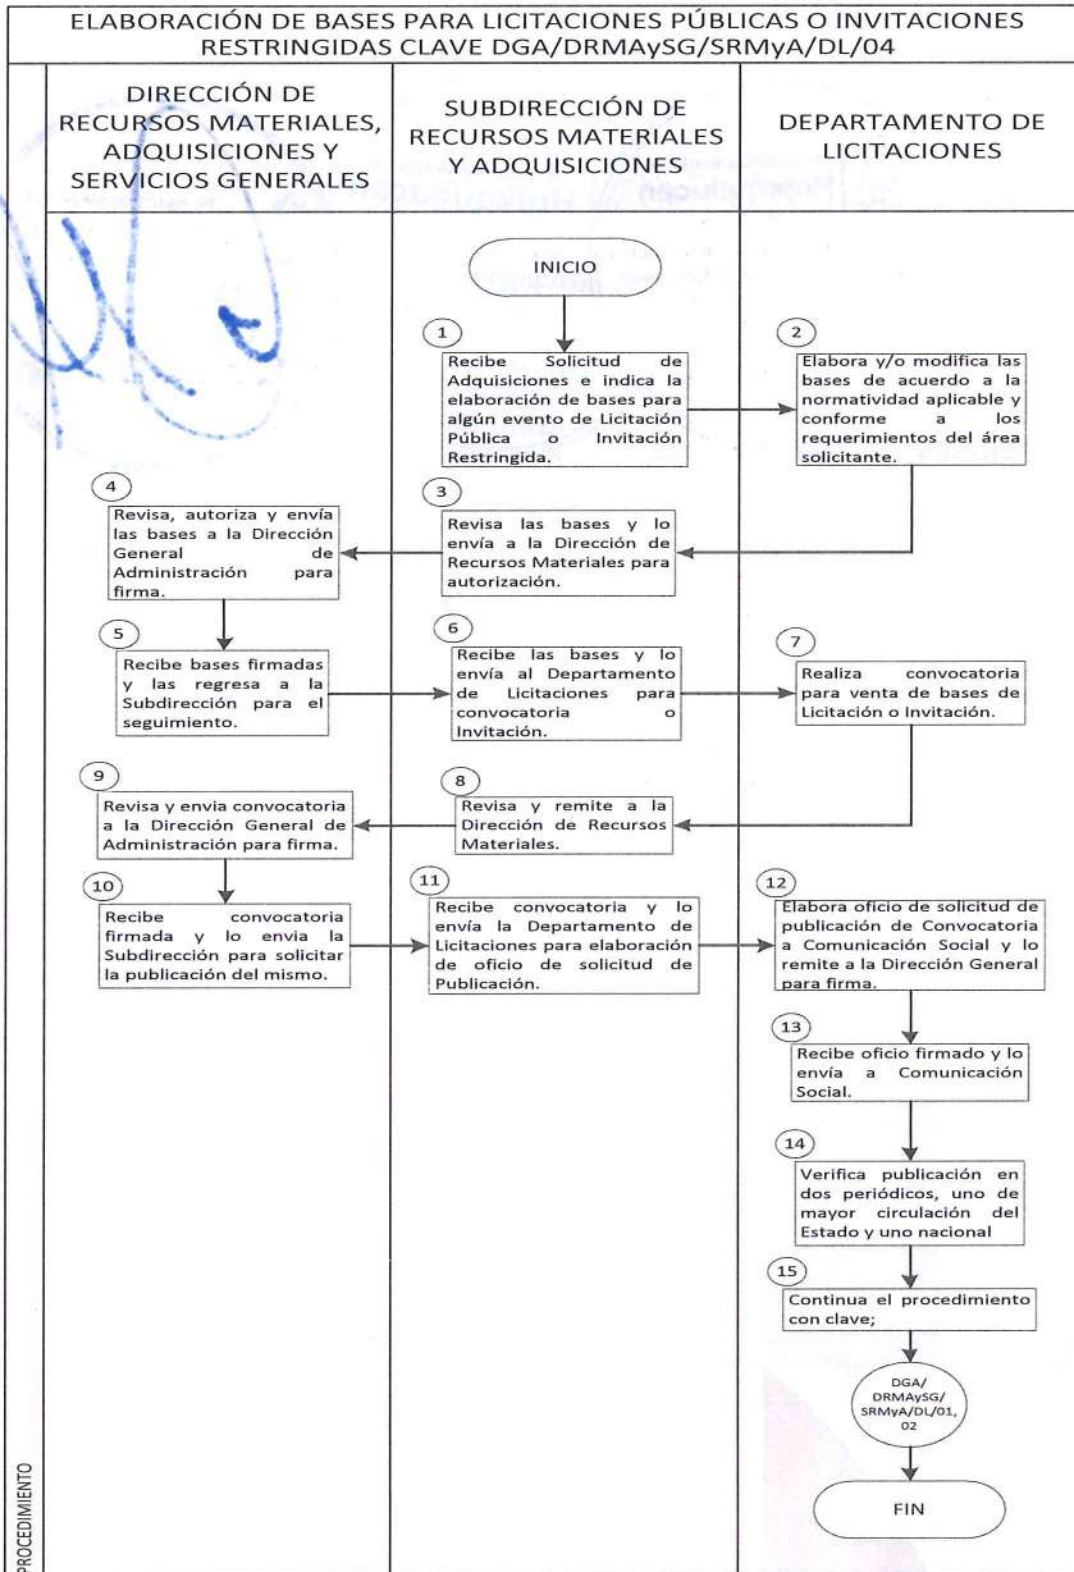 ELABORACIÓN DE BASES PARA LICITACIONES PÚBLICAS O INVITACIONES
RESTRINGIDAS CLAVE DGA/DRMAySG/SRMyA/DL/04
DIRECCIÓN DE
RECURSOS MATERIALES,
ADQUISICIONES Y
SERVICIOS GENERALES
SUBDIRECCIÓN DE
RECURSOS MATERIALES
Y ADQUISICIONES
DEPARTAMENTO DE
LICITACIONES
INICIO
1
Recibe Solicitud de
Adquisiciones e indica la
elaboración de bases para
algún evento de Licitación
Pública o Invitación
Restringida.
2
Elabora y/o modifica las
bases de acuerdo a la
normatividad aplicable y
conforme a los
requerimientos del área
solicitante.
3
Revisa las bases y lo
envía a la Dirección de
Recursos Materiales para
autorización.
4
Revisa, autoriza y envía
las bases a la Dirección
General de
Administración para
firma.
5
Recibe bases firmadas
y las regresa a la
Subdirección para el
seguimiento.
6
Recibe las bases y lo
envía al Departamento
de Licitaciones para
convocatoria o
Invitación.
7
Realiza convocatoria
para venta de bases de
Licitación o Invitación.
8
Revisa y remite a la
Dirección de Recursos
Materiales.
9
Revisa y envia convocatoria
a la Dirección General de
Administración para firma.
10
Recibe convocatoria
firmada y lo envia la
Subdirección para solicitar
la publicación del mismo.
11
Recibe convocatoria y lo
envía la Departamento de
Licitaciones para elaboración
de oficio de solicitud de
Publicación.
12
Elabora oficio de solicitud de
publicación de Convocatoria
a Comunicación Social y lo
remite a la Dirección General
para firma.
13
Recibe oficio firmado y lo
envía a Comunicación
Social.
14
Verifica publicación en
dos periódicos, uno de
mayor circulación del
Estado y uno nacional
15
Continua el procedimiento
con clave;
DGA/
DRMAySG/
SRMyA/DL/01,
02
FIN
PROCEDIMIENTO